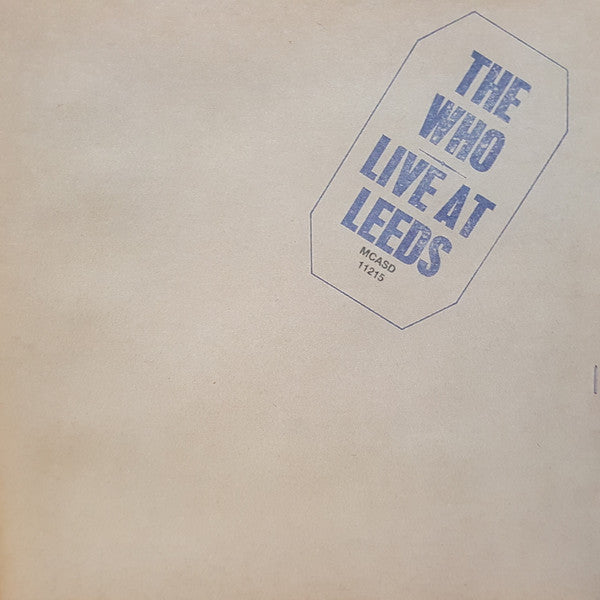 THE
WHO
LIVE AT
LEEDS
MCASD
11215